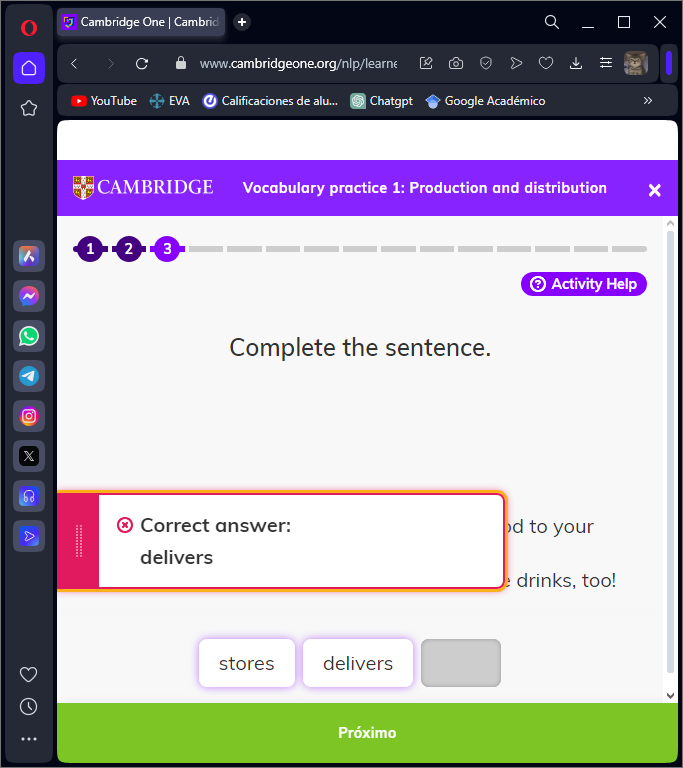 Cambridge One | Cambrid
www.cambridgeone.org/nlp/learne
YouTube EVA Calificaciones de alu... Chatgpt Google Académico »
CAMBRIDGE Vocabulary practice 1: Production and distribution
1 2 3
Activity Help
Complete the sentence.
Correct answer:
delivers
to your
drinks, too!
stores delivers
Próximo